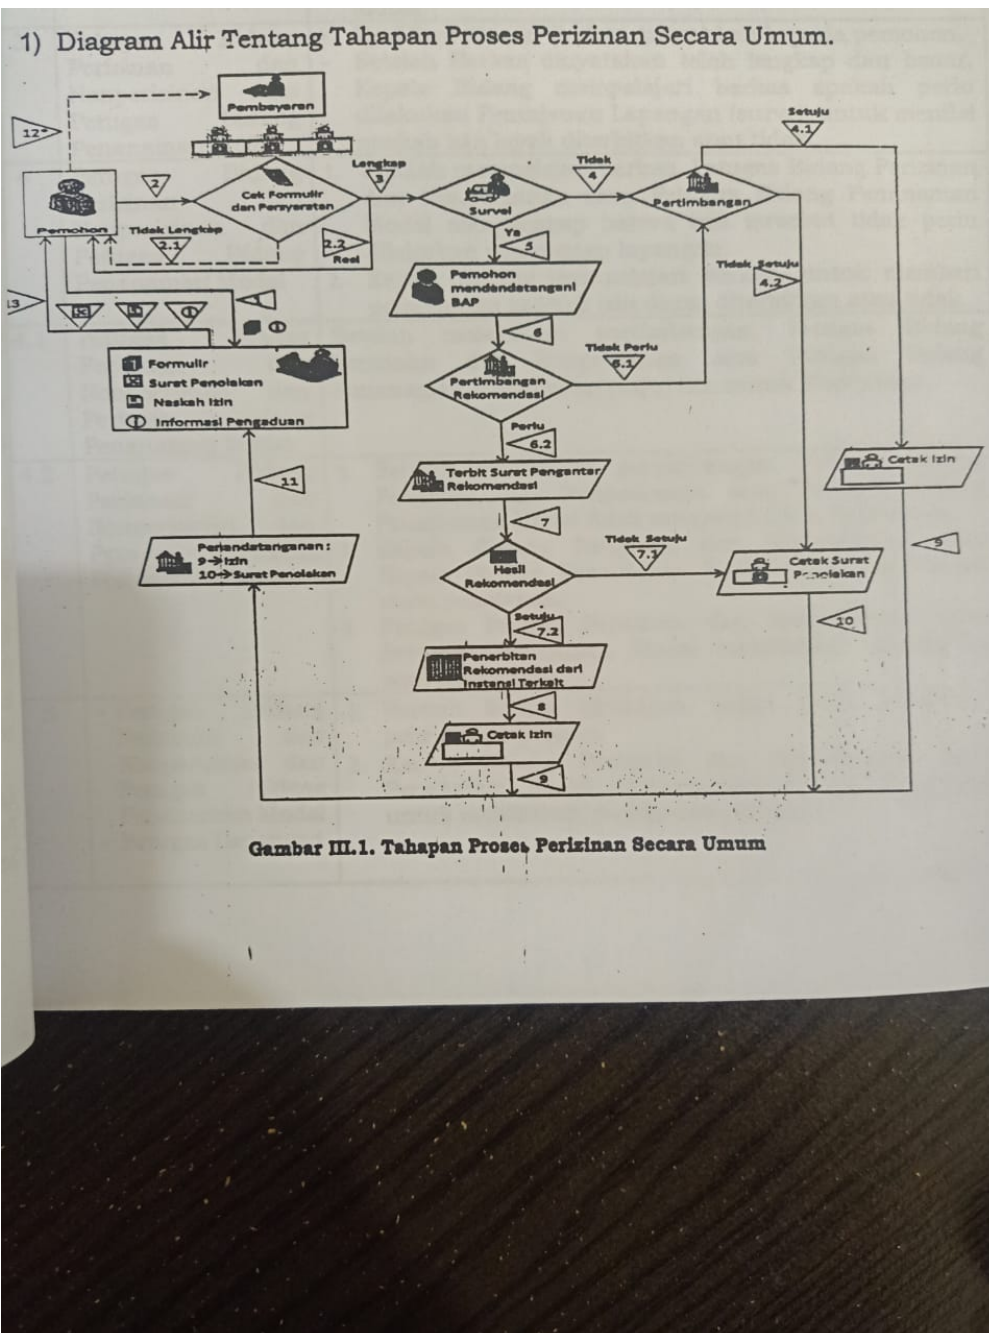 1) Diagram Alir Tentang Tahapan Proses Perizinan Secara Umum.
Pembayaran
12*
Pemohon
2
Cek Formulir
dan Persyaratan
Lengkap
3
Survei
Tidak
4
Pertimbangan
Setuju
4.1
Tidak Lengkap
2.1
2.2
Ya
5
Tidak Setuju
4.2
13
1
Pemohon
mendandatangani
BAP
6
Formulir
Surat Penolakan
Naskah Izin
Informasi Pengaduan
Pertimbangan
Rekomendasi
Tidak Perlu
6.1
Perlu
6.2
Cetak Izin
11
Terbit Surat Pengantar
Rekomendasi
7
9
Penandatanganan :
9→Izin
10→Surat Penolakan
Hasil
Rekomendasi
Tidak Setuju
7.1
Cetak Surat
Penolakan
10
Setuju
7.2
Penerbitan
Rekomendasi dari
Instansi Terkait
8
Cetak Izin
9
Gambar III.1. Tahapan Proses Perizinan Secara Umum